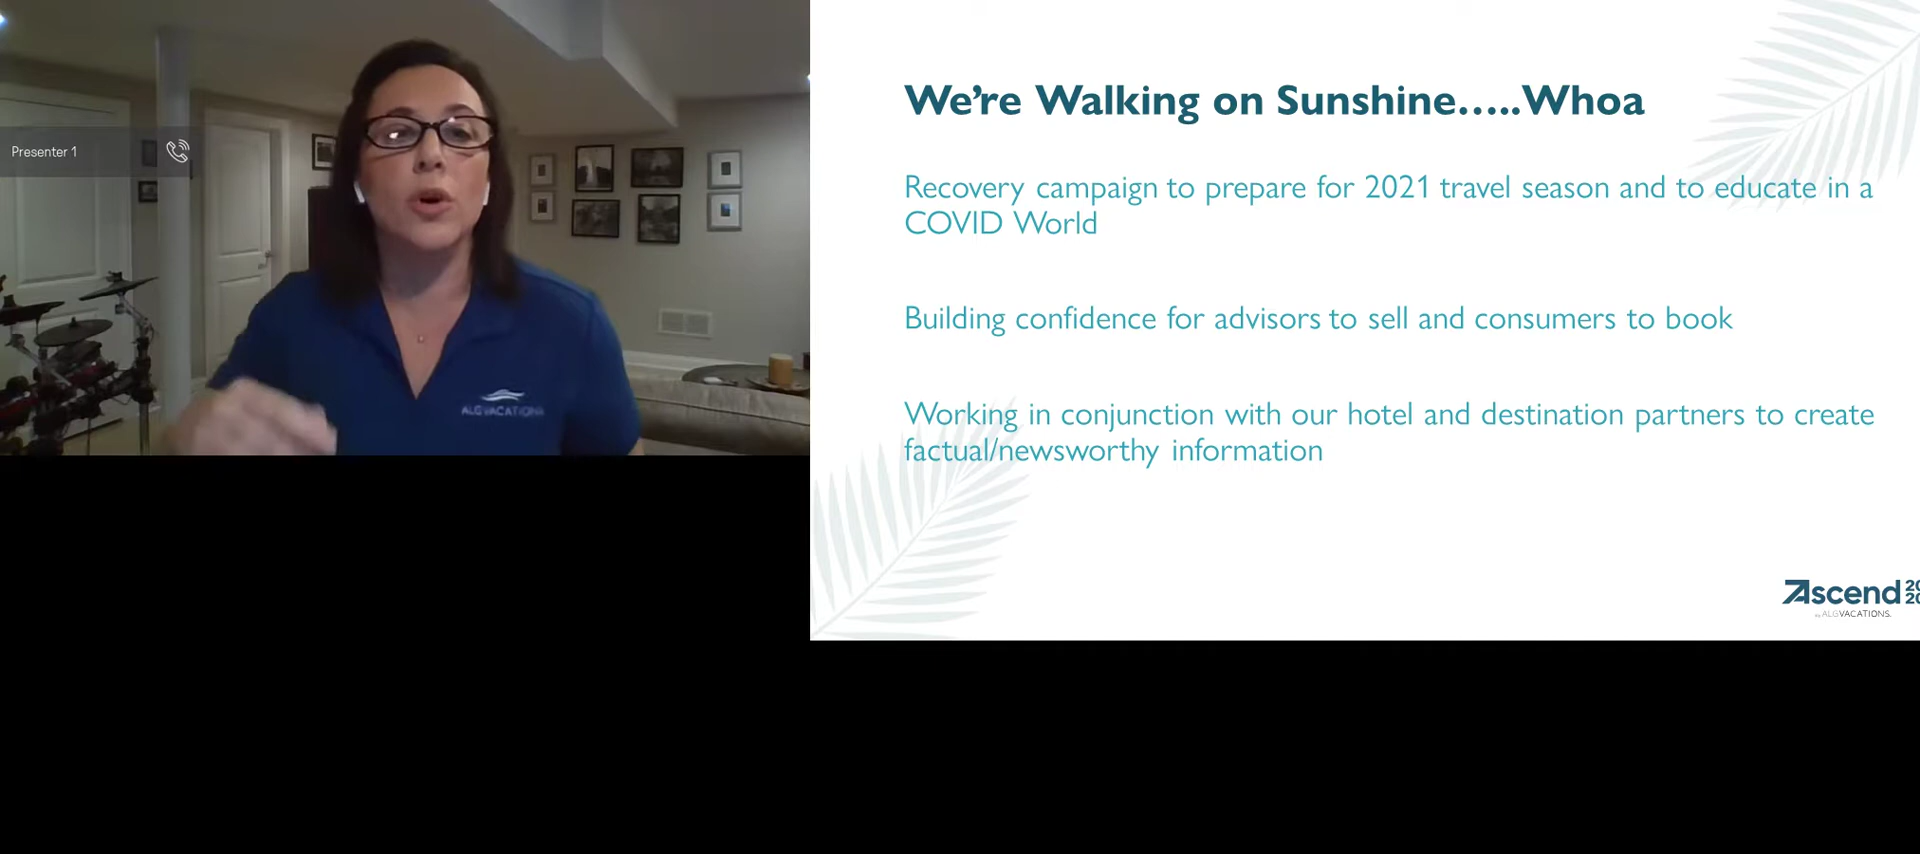 Presenter 1
ALGVACATIONS
We're Walking on Sunshine.....Whoa
Recovery campaign to prepare for 2021 travel season and to educate in a
COVID World
Building confidence for advisors to sell and consumers to book
Working in conjunction with our hotel and destination partners to create
factual/newsworthy information
Ascend
ALGVACATIONS.